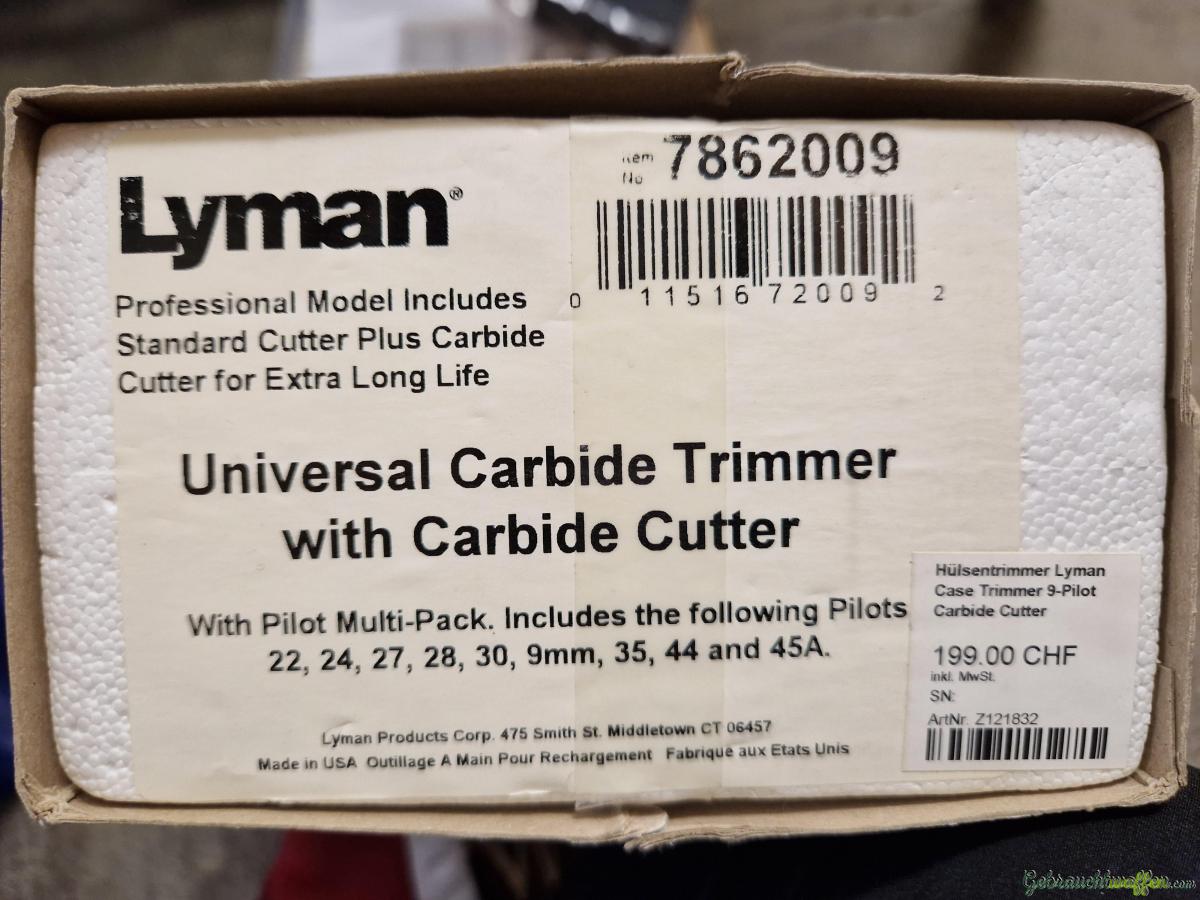 Lyman®
Professional Model Includes
Standard Cutter Plus Carbide
Cutter for Extra Long Life
Item
No 7862009
0 11516 72009 2
Universal Carbide Trimmer
with Carbide Cutter
With Pilot Multi-Pack. Includes the following Pilots
22, 24, 27, 28, 30, 9mm, 35, 44 and 45A.
Lyman Products Corp. 475 Smith St. Middletown CT 06457
Made in USA Outillage A Main Pour Rechargement Fabriqué aux Etats Unis
Hülsentrimmer Lyman
Case Trimmer 9-Pilot
Carbide Cutter
199.00 CHF
inkl. MwSt.
SN:
ArtNr. Z121832
Gebrauchtwaffen.com